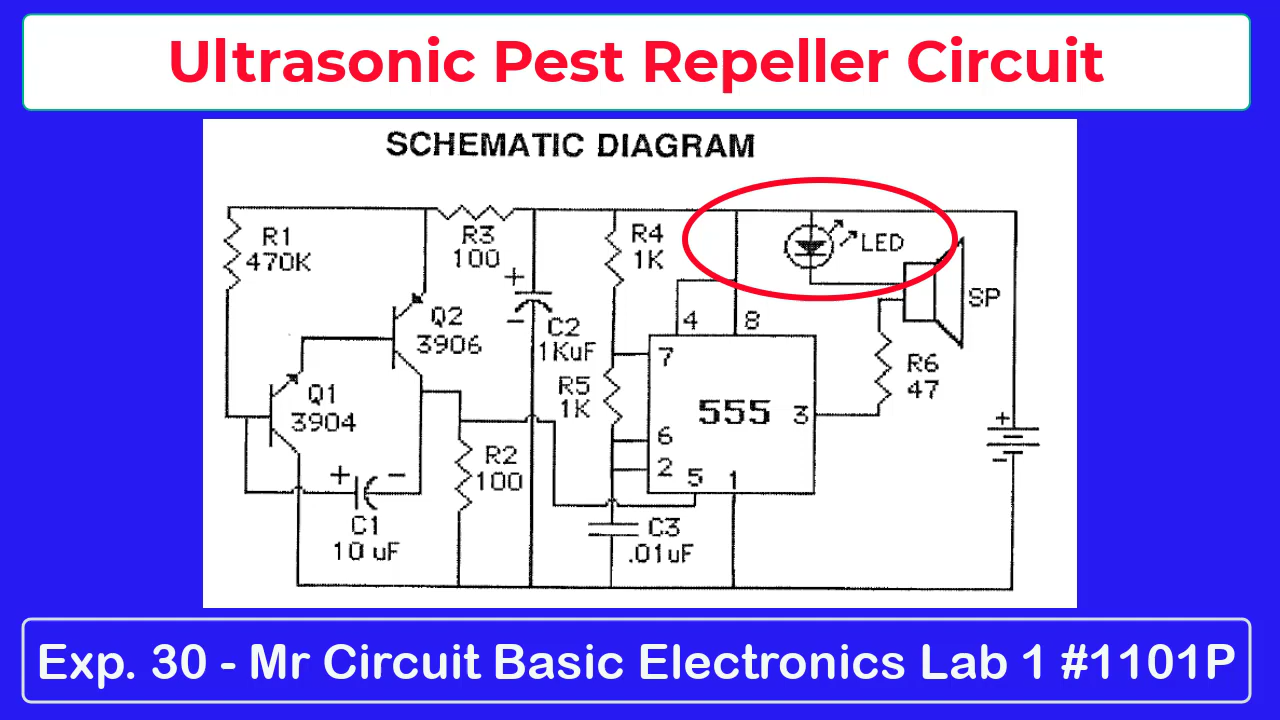 Ultrasonic Pest Repeller Circuit
SCHEMATIC DIAGRAM
R1
470K
R3
100
R4
1K
LED
SP
+
-
C2
1KuF
Q2
3906
4
8
7
R5
1K
555
3
R6
47
Q1
3904
6
2
5
1
R2
100
+
-
C1
10 uF
C3
.01uF
+
-
Exp. 30 - Mr Circuit Basic Electronics Lab 1 #1101P